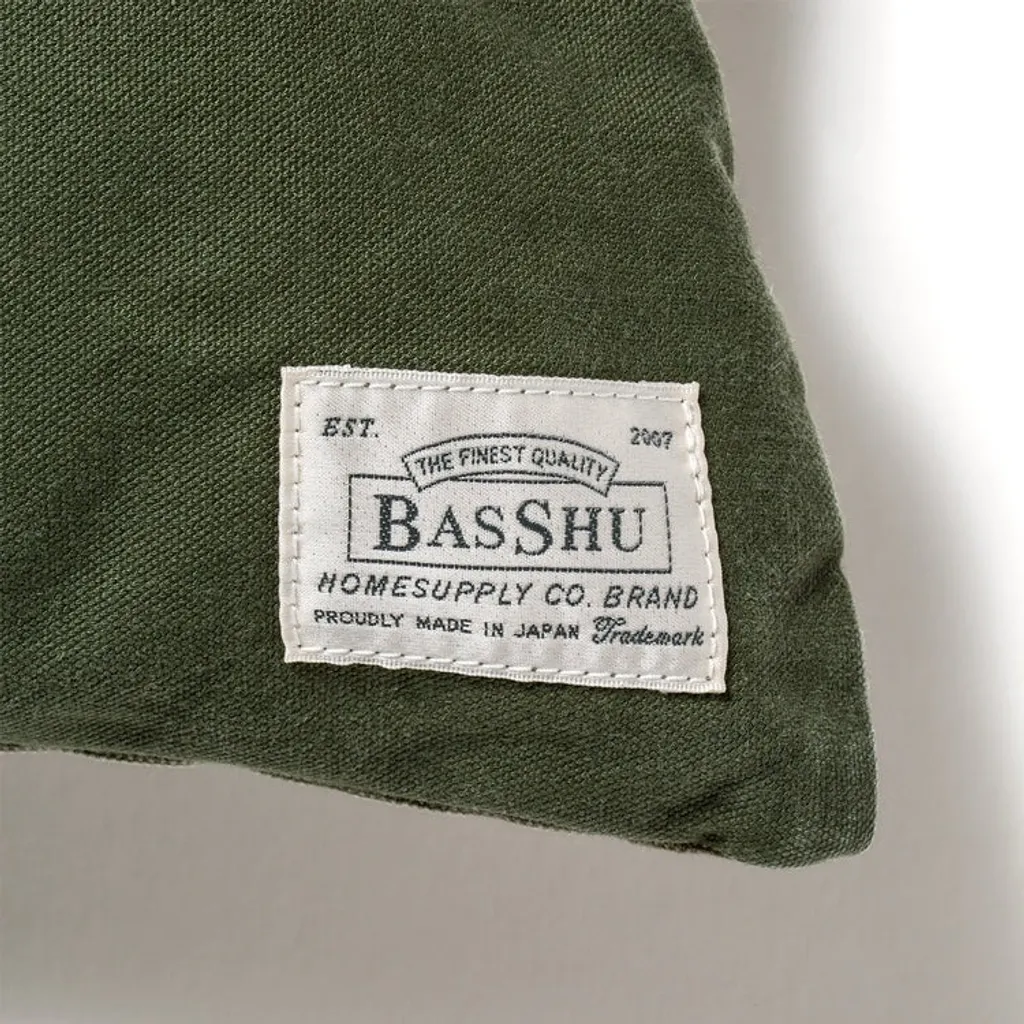 EST. 2007
THE FINEST QUALITY
BASSHU
HOMESUPPLY CO. BRAND
PROUDLY MADE IN JAPAN Trademark